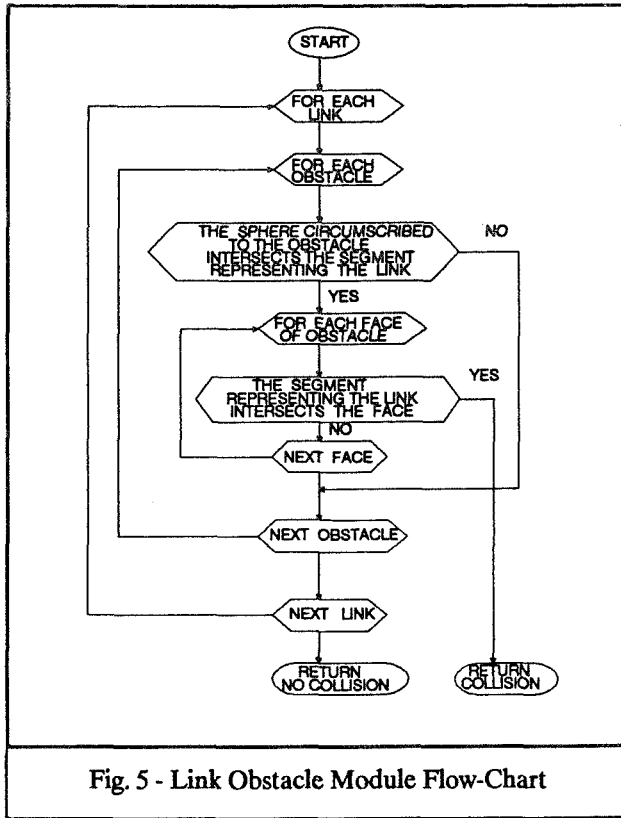 START
FOR EACH
LINK
FOR EACH
OBSTACLE
THE SPHERE CIRCUMSCRIBED
TO THE OBSTACLE
INTERSECTS THE SEGMENT
REPRESENTING THE LINK
NO
YES
FOR EACH FACE
OF OBSTACLE
THE SEGMENT
REPRESENTING THE LINK
INTERSECTS THE FACE
YES
NO
NEXT FACE
NEXT OBSTACLE
NEXT LINK
RETURN
NO COLLISION
RETURN
COLLISION
Fig. 5 - Link Obstacle Module Flow-Chart